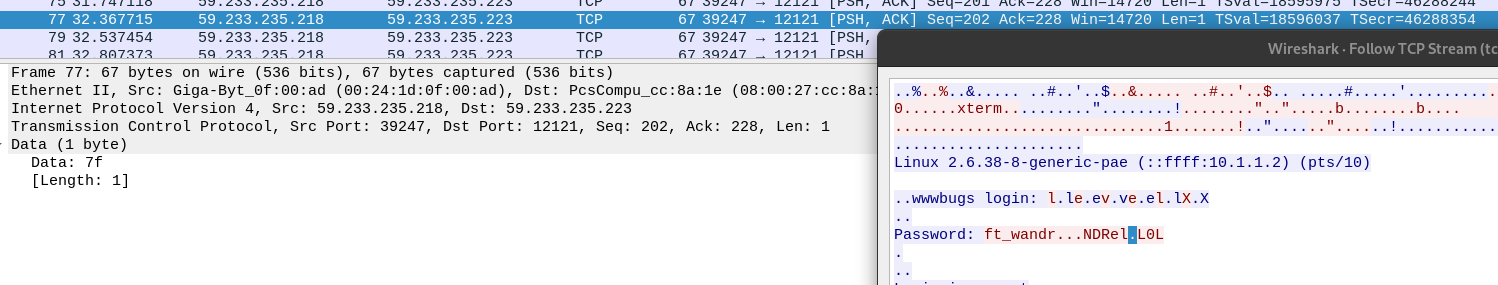 75 31.747118 59.233.235.218 59.233.235.223 TCP 67 39247 → 12121 [PSH, ACK] Seq=201 Ack=228 Win=14720 Len=1 TSval=18595975 TSecr=46288244
77 32.367715 59.233.235.218 59.233.235.223 TCP 67 39247 → 12121 [PSH, ACK] Seq=202 Ack=228 Win=14720 Len=1 TSval=18596037 TSecr=46288354
79 32.537454 59.233.235.218 59.233.235.223 TCP 67 39247 → 12121 [PSH,
81 32.807373 59.233.235.218 59.233.235.223 TCP 67 39247 → 12121 [PSH,
Frame 77: 67 bytes on wire (536 bits), 67 bytes captured (536 bits)
Ethernet II, Src: Giga-Byt_0f:00:ad (00:24:1d:0f:00:ad), Dst: PcsCompu_cc:8a:1e (08:00:27:cc:8a:
Internet Protocol Version 4, Src: 59.233.235.218, Dst: 59.233.235.223
Transmission Control Protocol, Src Port: 39247, Dst Port: 12121, Seq: 202, Ack: 228, Len: 1
Data (1 byte)
Data: 7f
[Length: 1]
Wireshark · Follow TCP Stream (tc
..%..%..&..... ..#..'..$..&..... ..#..'..$.. .....#.....'..........
0......xterm.........."........!........".."......b........b....
..............................1.......!.."......"......!...........
.....................
Linux 2.6.38-8-generic-pae (::ffff:10.1.1.2) (pts/10)
..wwwbugs login: l.le.ev.ve.el.lX.X
..
Password: ft_wandr...NDRel.L0L
.
..